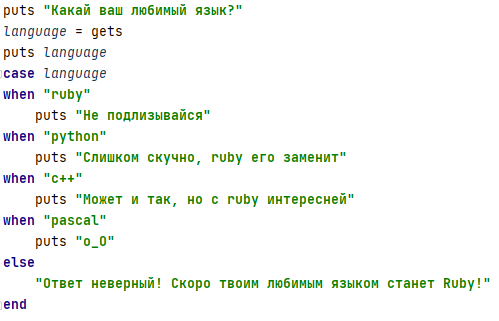 puts "Какай ваш любимый язык?"
language = gets
puts language
case language
when "ruby"
    puts "Не подлизывайся"
when "python"
    puts "Слишком скучно, ruby его заменит"
when "c++"
    puts "Может и так, но с ruby интересней"
when "pascal"
    puts "o_O"
else
    "Ответ неверный! Скоро твоим любимым языком станет Ruby!"
end